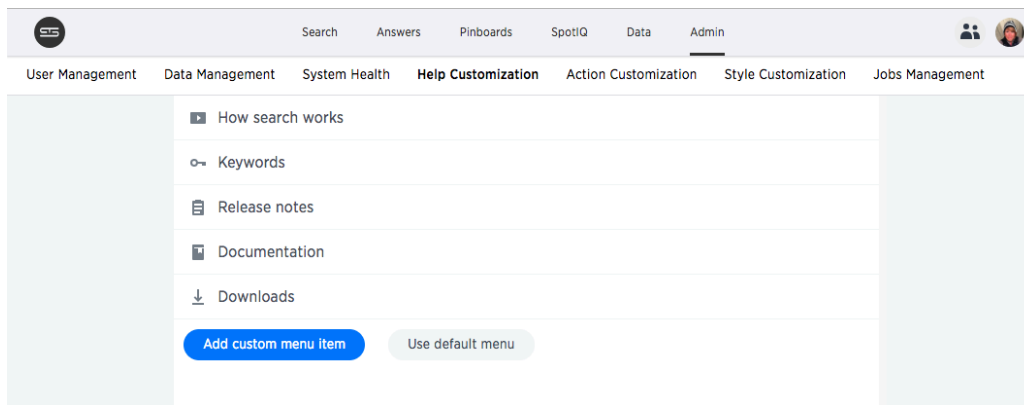 Search Answers Pinboards SpotIQ Data Admin
User Management Data Management System Health Help Customization Action Customization Style Customization Jobs Management
How search works
Keywords
Release notes
Documentation
Downloads
Add custom menu item Use default menu